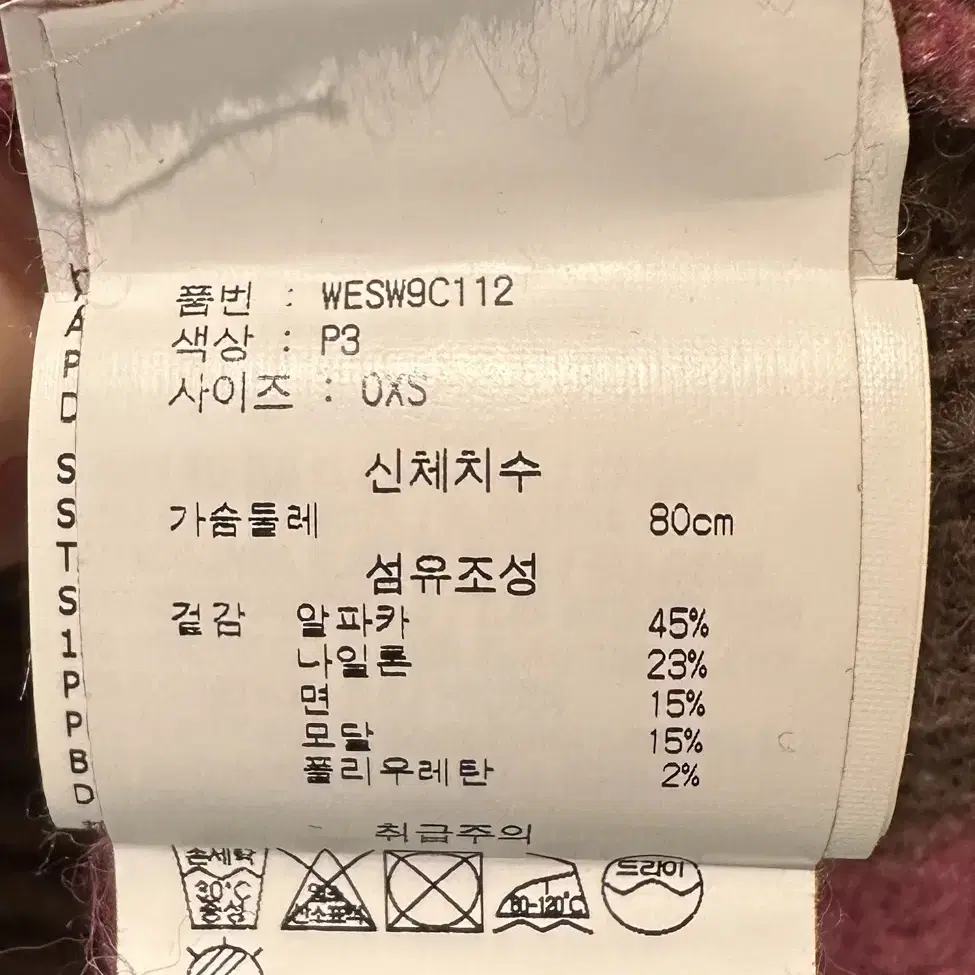 품번 : WESW9C112
색상 : P3
사이즈 : 0XS
신체치수
가슴둘레 80cm
섬유조성
겉감 알파카 45%
나일론 23%
면 15%
모달 15%
폴리우레탄 2%
취급주의
손세탁
30°C
중성
염소
산소표백
80-120°C
드라이
A P D S S T S 1 P P B D